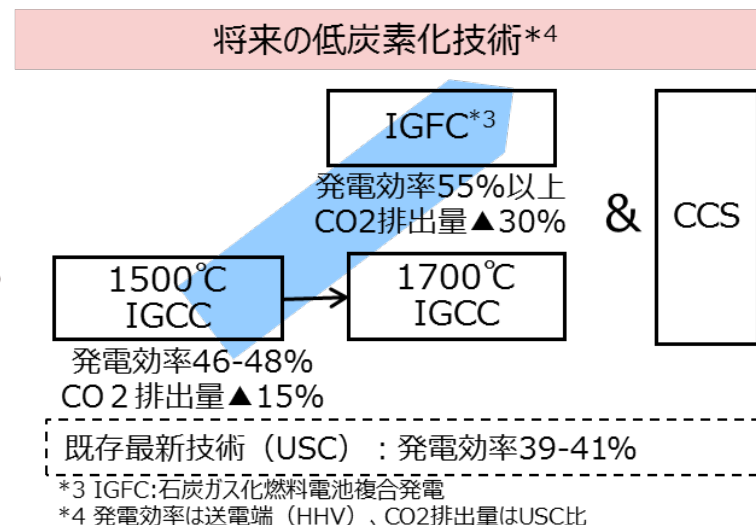 将来の低炭素化技術*4
IGFC*3
発電効率55%以上
CO2排出量▲30%
&
CCS
1500℃
IGCC
1700℃
IGCC
発電効率46-48%
CO２排出量▲15%
既存最新技術（USC）：発電効率39-41%
*3 IGFC:石炭ガス化燃料電池複合発電
*4 発電効率は送電端（HHV）、CO2排出量はUSC比